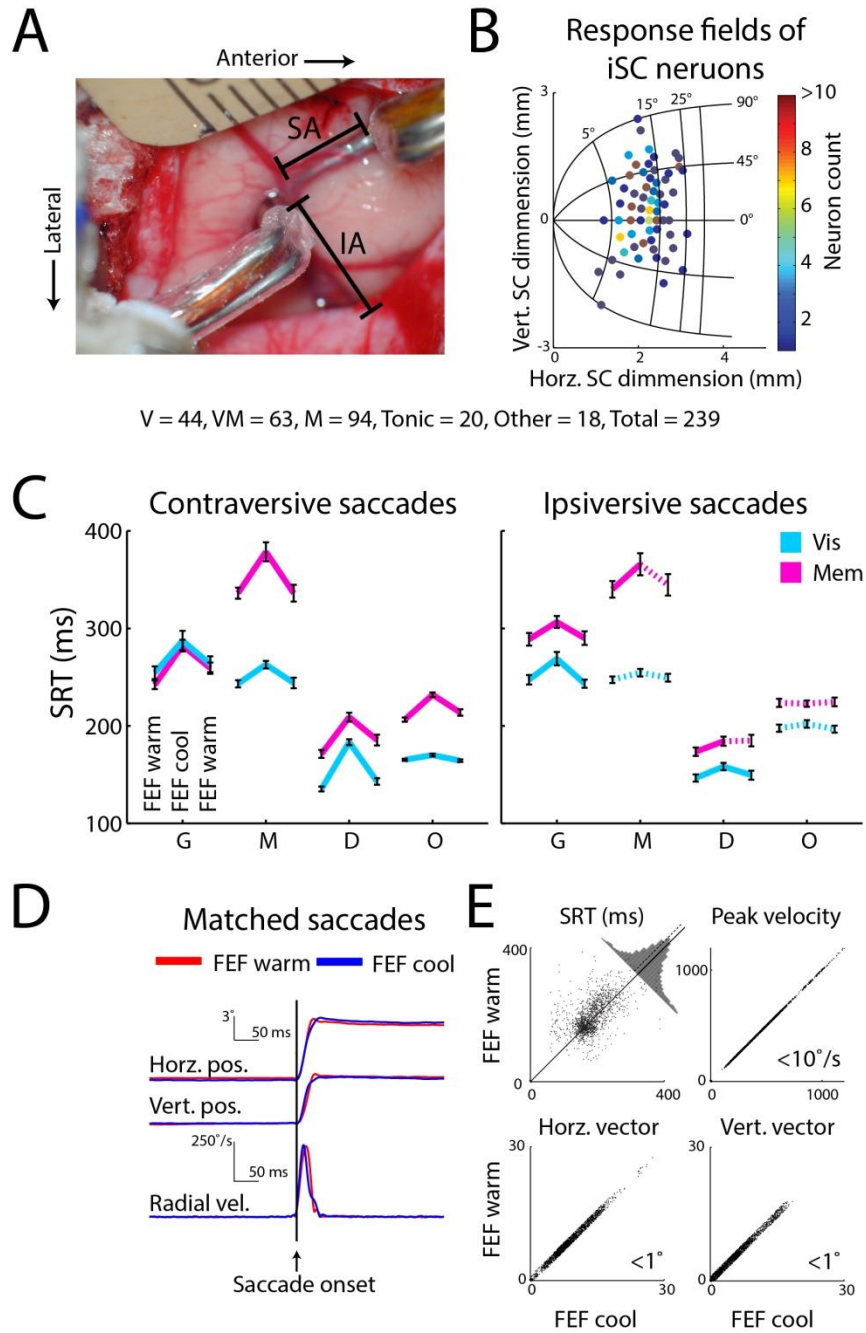 A
Anterior
SA
IA
Lateral
B
Response fields of
iSC neruons
3
0
-3
0
2
4
5°
15°
25°
90°
45°
0°
Vert. SC dimmension (mm)
Horz. SC dimmension (mm)
>10
8
6
4
2
Neuron count
V = 44, VM = 63, M = 94, Tonic = 20, Other = 18, Total = 239
C
Contraversive saccades
Ipsiversive saccades
400
300
200
100
SRT (ms)
Vis
Mem
FEF warm
FEF cool
FEF warm
G
M
D
O
G
M
D
O
D
Matched saccades
FEF warm
FEF cool
3°
50 ms
Horz. pos.
Vert. pos.
250°/s
50 ms
Radial vel.
Saccade onset
E
SRT (ms)
Peak velocity
400
0
0
400
FEF warm
1000
0
0
1200
<10°/s
Horz. vector
Vert. vector
30
0
0
30
<1°
FEF warm
FEF cool
30
0
0
30
<1°
FEF cool